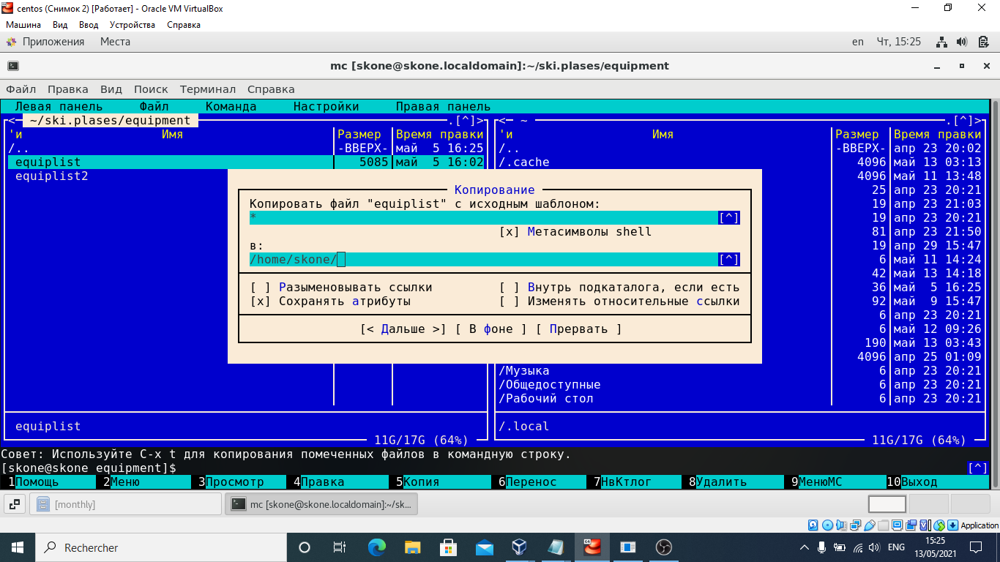 centos (Снимок 2) [Работает] - Oracle VM VirtualBox
Машина Вид Ввод Устройства Справка
Приложения Места en Чт, 15:25
mc [skone@skone.localdomain]:~/ski.plases/equipment
Файл Правка Вид Поиск Терминал Справка
Левая панель Файл Команда Настройки Правая панель
<─ ~/ski.plases/equipment .[^]> <─ ~ .[^]>
'и Имя Размер Время правки 'и Имя Размер Время правки
/.. -ВВЕРХ- май 5 16:25 /.. -ВВЕРХ- апр 23 20:02
equiplist 5085 май 5 16:02 /.cache 4096 май 13 03:13
equiplist2 4096 май 11 13:48
Копирование 25 апр 23 20:21
Копировать файл "equiplist" с исходным шаблоном: 19 апр 23 21:03
* [^] 19 апр 23 20:21
[x] Метасимволы shell 81 апр 23 21:50
в: 19 апр 29 15:47
/home/skone/ [^] 6 май 11 14:24
42 май 13 14:18
[ ] Разыменовывать ссылки [ ] Внутрь подкаталога, если есть 36 май 5 16:25
[x] Сохранять атрибуты [ ] Изменять относительные ссылки 92 май 9 15:47
6 апр 23 20:21
[< Дальше >] [ В фоне ] [ Прервать ] 6 май 12 09:26
190 май 13 03:43
4096 апр 25 01:09
/Музыка 6 апр 23 20:21
/Общедоступные 6 апр 23 20:21
/Рабочий стол 6 апр 23 20:21
equiplist /.local
11G/17G (64%) 11G/17G (64%)
Совет: Используйте C-x t для копирования помеченных файлов в командную строку.
[skone@skone equipment]$ [^]
1Помощь 2Меню 3Просмотр 4Правка 5Копия 6Перенос 7НвКтлог 8Удалить 9МенюMC 10Выход
[monthly] mc [skone@skone.localdomain]:~/sk...
Application
Rechercher ENG 15:25
13/05/2021